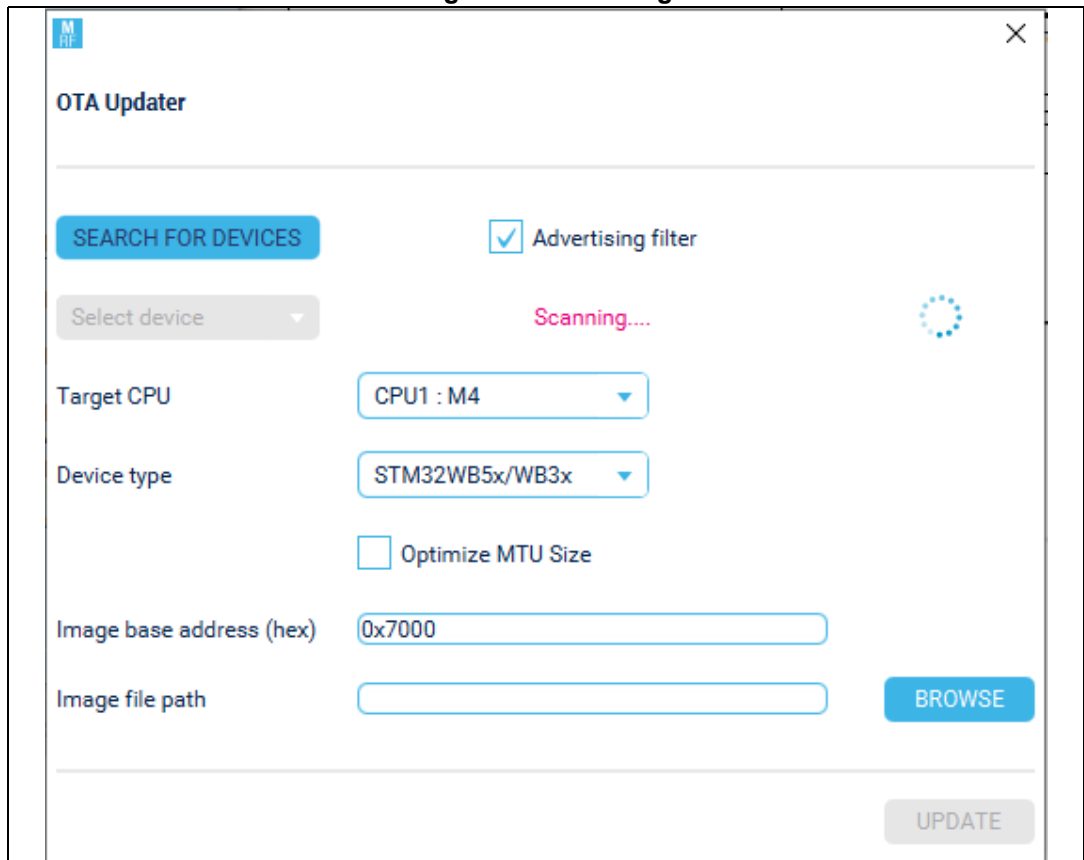 M
RF
OTA Updater
SEARCH FOR DEVICES Advertising filter
Select device Scanning....
Target CPU CPU1 : M4
Device type STM32WB5x/WB3x
Optimize MTU Size
Image base address (hex) 0x7000
Image file path BROWSE
UPDATE